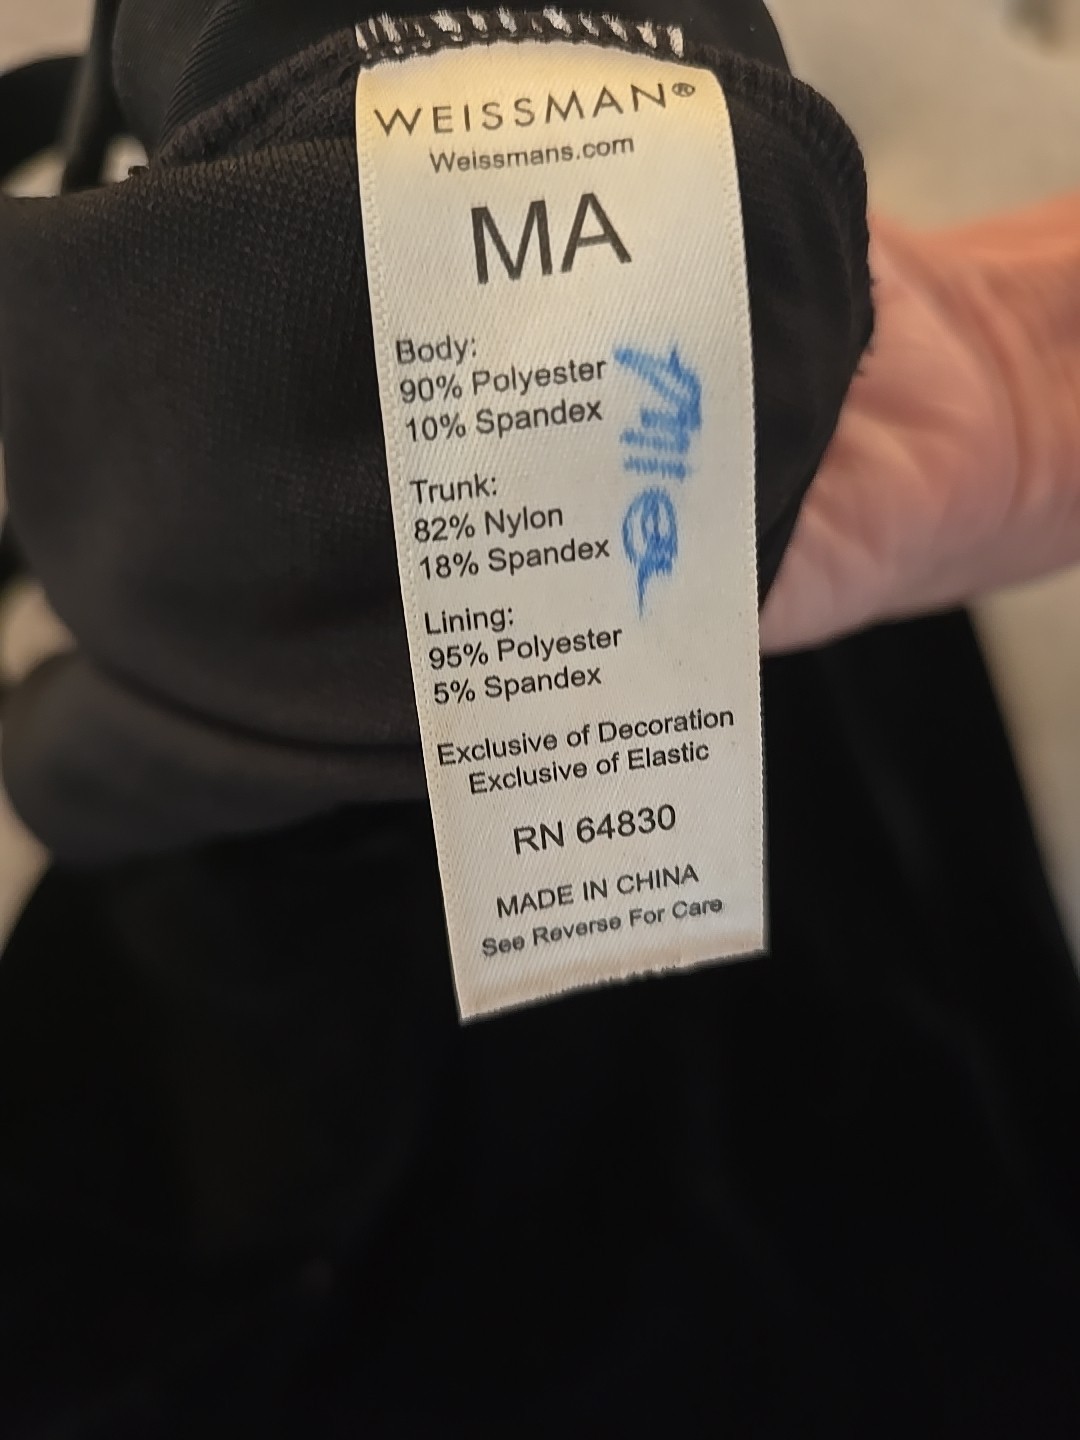 WEISSMAN®
Weissmans.com
MA
Body:
90% Polyester
10% Spandex
Trunk:
82% Nylon
18% Spandex
Lining:
95% Polyester
5% Spandex
Exclusive of Decoration
Exclusive of Elastic
RN 64830
MADE IN CHINA
See Reverse For Care